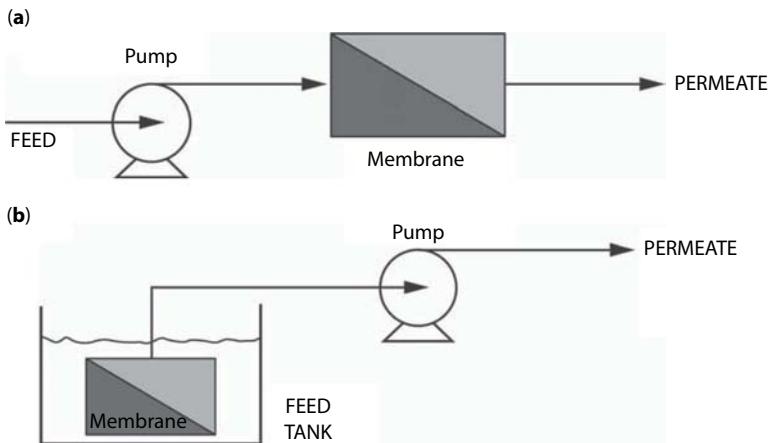 (a)
Pump
PERMEATE
FEED
Membrane
(b)
Pump
PERMEATE
Membrane
FEED
TANK